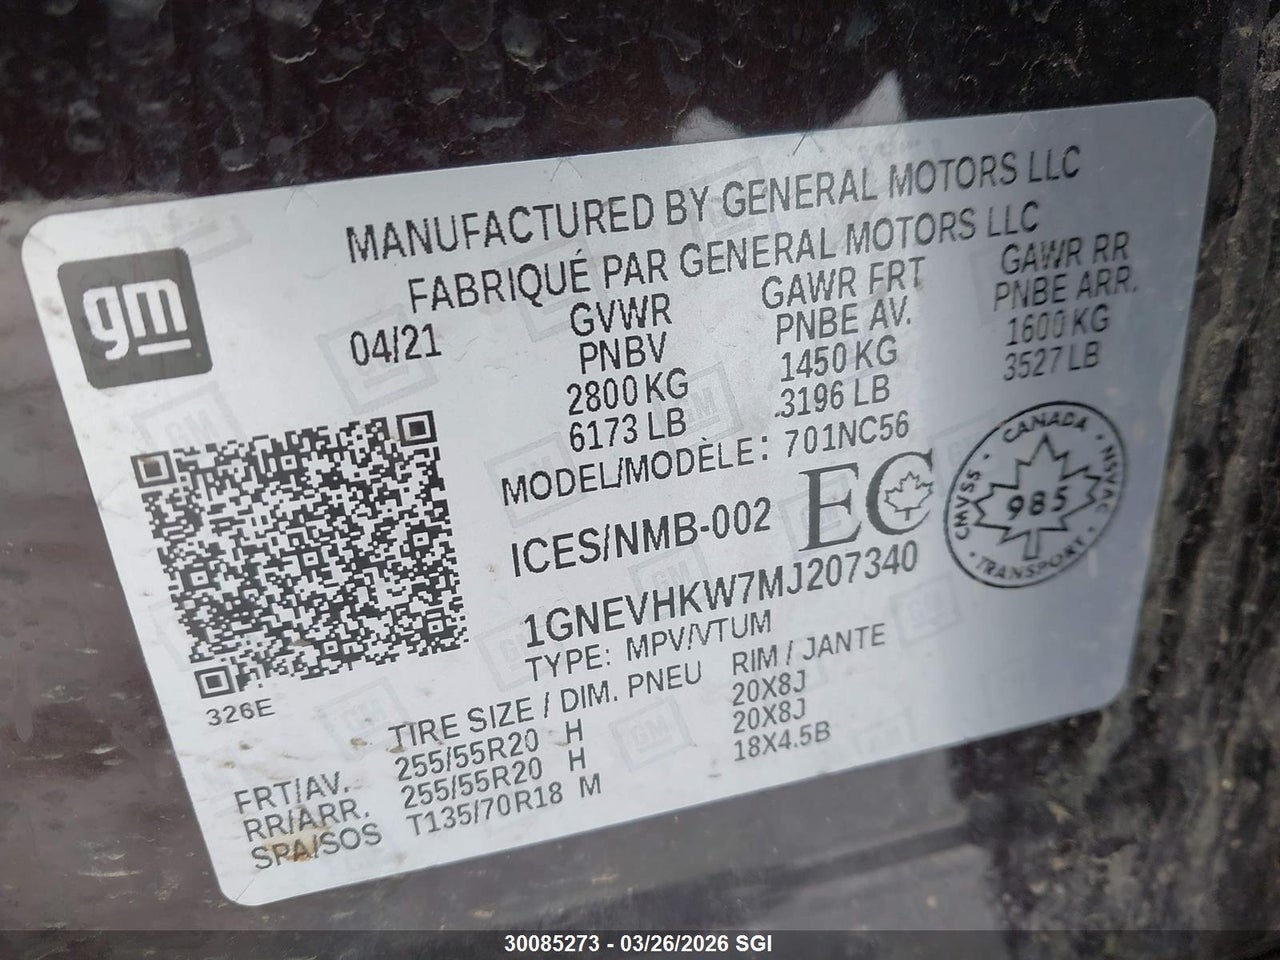 MANUFACTURED BY GENERAL MOTORS LLC
FABRIQUÉ PAR GENERAL MOTORS LLC
gm
04/21 GVWR GAWR FRT GAWR RR
PNBV PNBE AV. PNBE ARR.
2800 KG 1450 KG 1600 KG
6173 LB 3196 LB 3527 LB
MODEL/MODÈLE: 701NC56
ICES/NMB-002 EC
CANADA
CMVSS · NSVAC
985
TRANSPORT
1GNEVHKW7MJ207340
TYPE: MPV/VTUM
326E
TIRE SIZE / DIM. PNEU RIM / JANTE
FRT/AV. 255/55R20 H 20X8J
RR/ARR. 255/55R20 H 20X8J
SPA/SOS T135/70R18 M 18X4.5B
30085273 - 03/26/2026 SGI